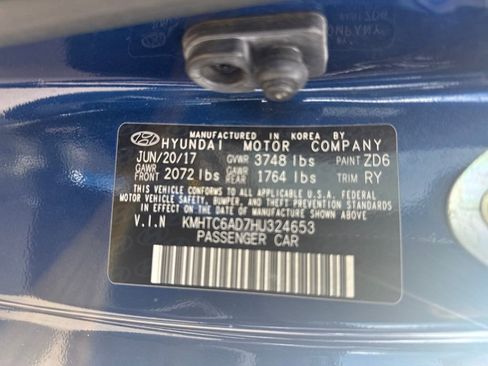 MANUFACTURED IN KOREA BY
HYUNDAI MOTOR COMPANY
JUN/20/17 GVWR 3748 lbs PAINT ZD6
GAWR FRONT 2072 lbs GAWR REAR 1764 lbs TRIM RY
THIS VEHICLE CONFORMS TO ALL APPLICABLE U.S.A. FEDERAL
MOTOR VEHICLE SAFETY, BUMPER, AND THEFT PREVENTION
STANDARDS IN EFFECT ON THE DATE OF MANUFACTURE SHOWN ABOVE.
V.I.N KMHTC6AD7HU324653
PASSENGER CAR